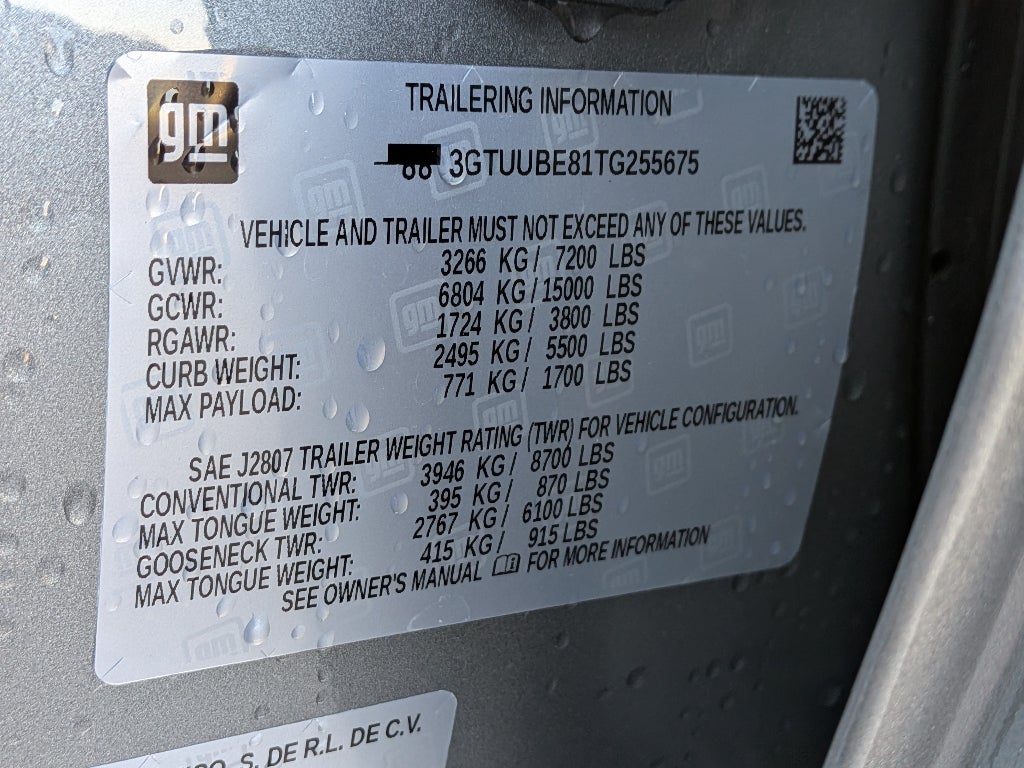 gm
TRAILERING INFORMATION
3GTUUBE81TG255675
VEHICLE AND TRAILER MUST NOT EXCEED ANY OF THESE VALUES.
GVWR: 3266 KG / 7200 LBS
GCWR: 6804 KG / 15000 LBS
RGAWR: 1724 KG / 3800 LBS
CURB WEIGHT: 2495 KG / 5500 LBS
MAX PAYLOAD: 771 KG / 1700 LBS
SAE J2807 TRAILER WEIGHT RATING (TWR) FOR VEHICLE CONFIGURATION.
CONVENTIONAL TWR: 3946 KG / 8700 LBS
MAX TONGUE WEIGHT: 395 KG / 870 LBS
GOOSENECK TWR: 2767 KG / 6100 LBS
MAX TONGUE WEIGHT: 415 KG / 915 LBS
SEE OWNER'S MANUAL FOR MORE INFORMATION
S. DE R.L. DE C.V.